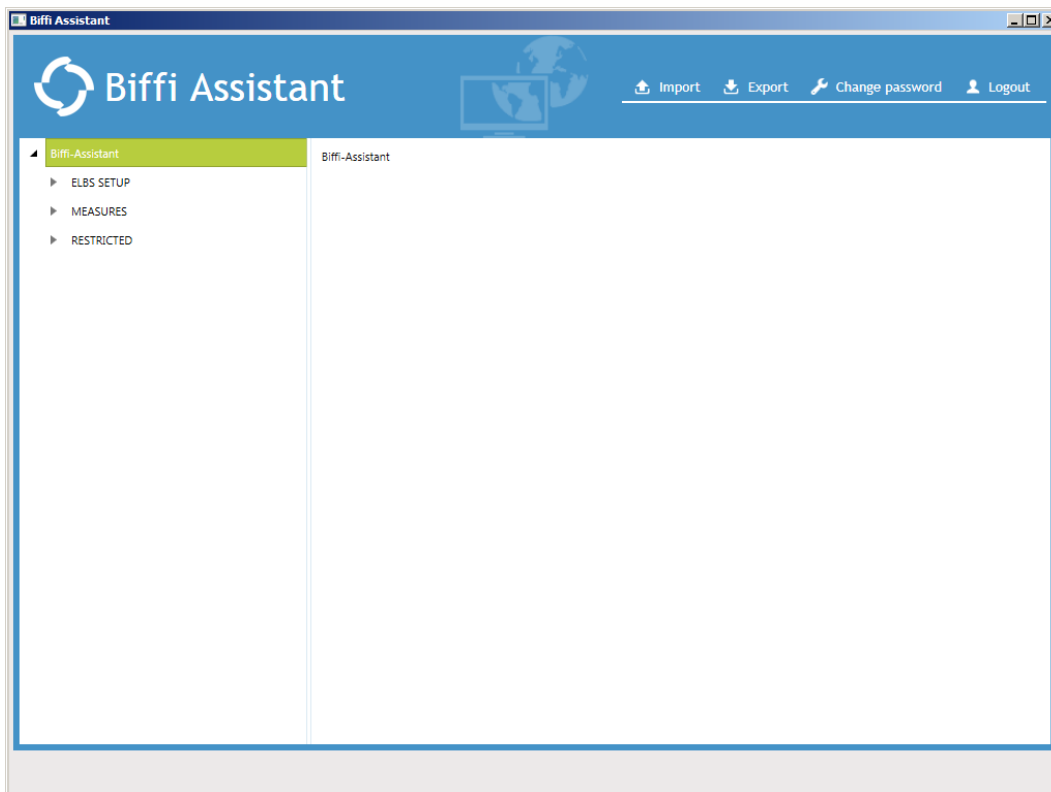 Biffi Assistant
Biffi Assistant
Import Export Change password Logout
Biffi-Assistant
Biffi-Assistant
ELBS SETUP
MEASURES
RESTRICTED